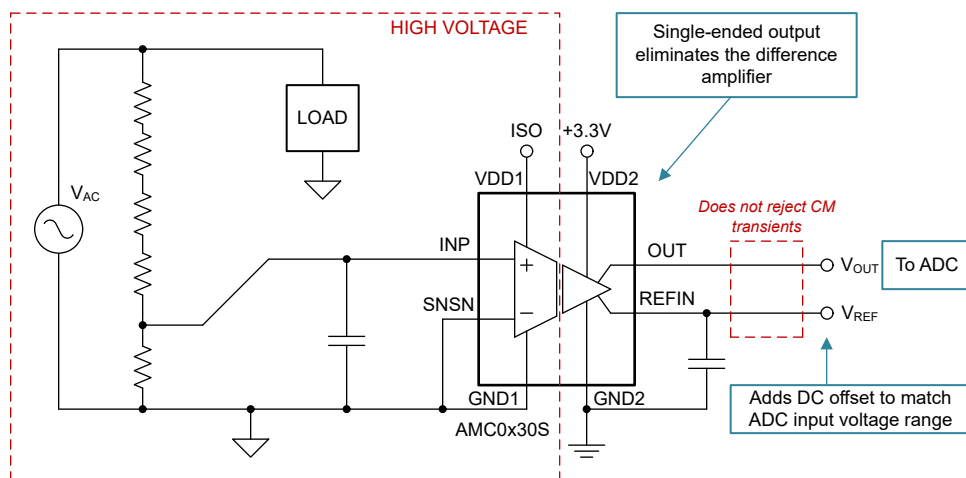 HIGH VOLTAGE
Single-ended output
eliminates the difference
amplifier
LOAD
ISO
+3.3V
VDD1
VDD2
VAC
Does not reject CM
transients
INP
OUT
VOUT
To ADC
+
SNSN
−
REFIN
VREF
GND1
GND2
AMC0x30S
Adds DC offset to match
ADC input voltage range